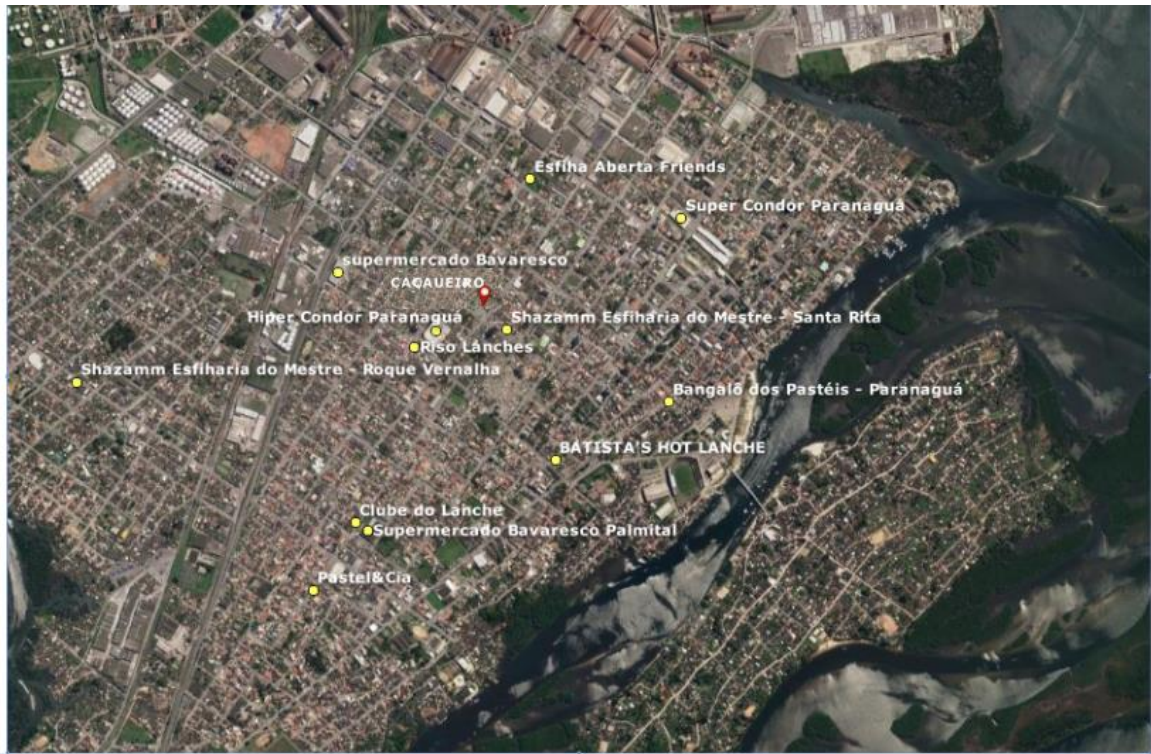 Esfiha Aberta Friends
Super Condor Paranaguá
supermercado Bavaresco
CAÇAUEIRO
Hiper Condor Paranaguá
Shazamm Esfiharia do Mestre - Santa Rita
Riso Lanches
Shazamm Esfiharia do Mestre - Roque Vernalha
Bangalô dos Pastéis - Paranaguá
BATISTA'S HOT LANCHE
Clube do Lanche
Supermercado Bavaresco Palmital
Pastel&Cia